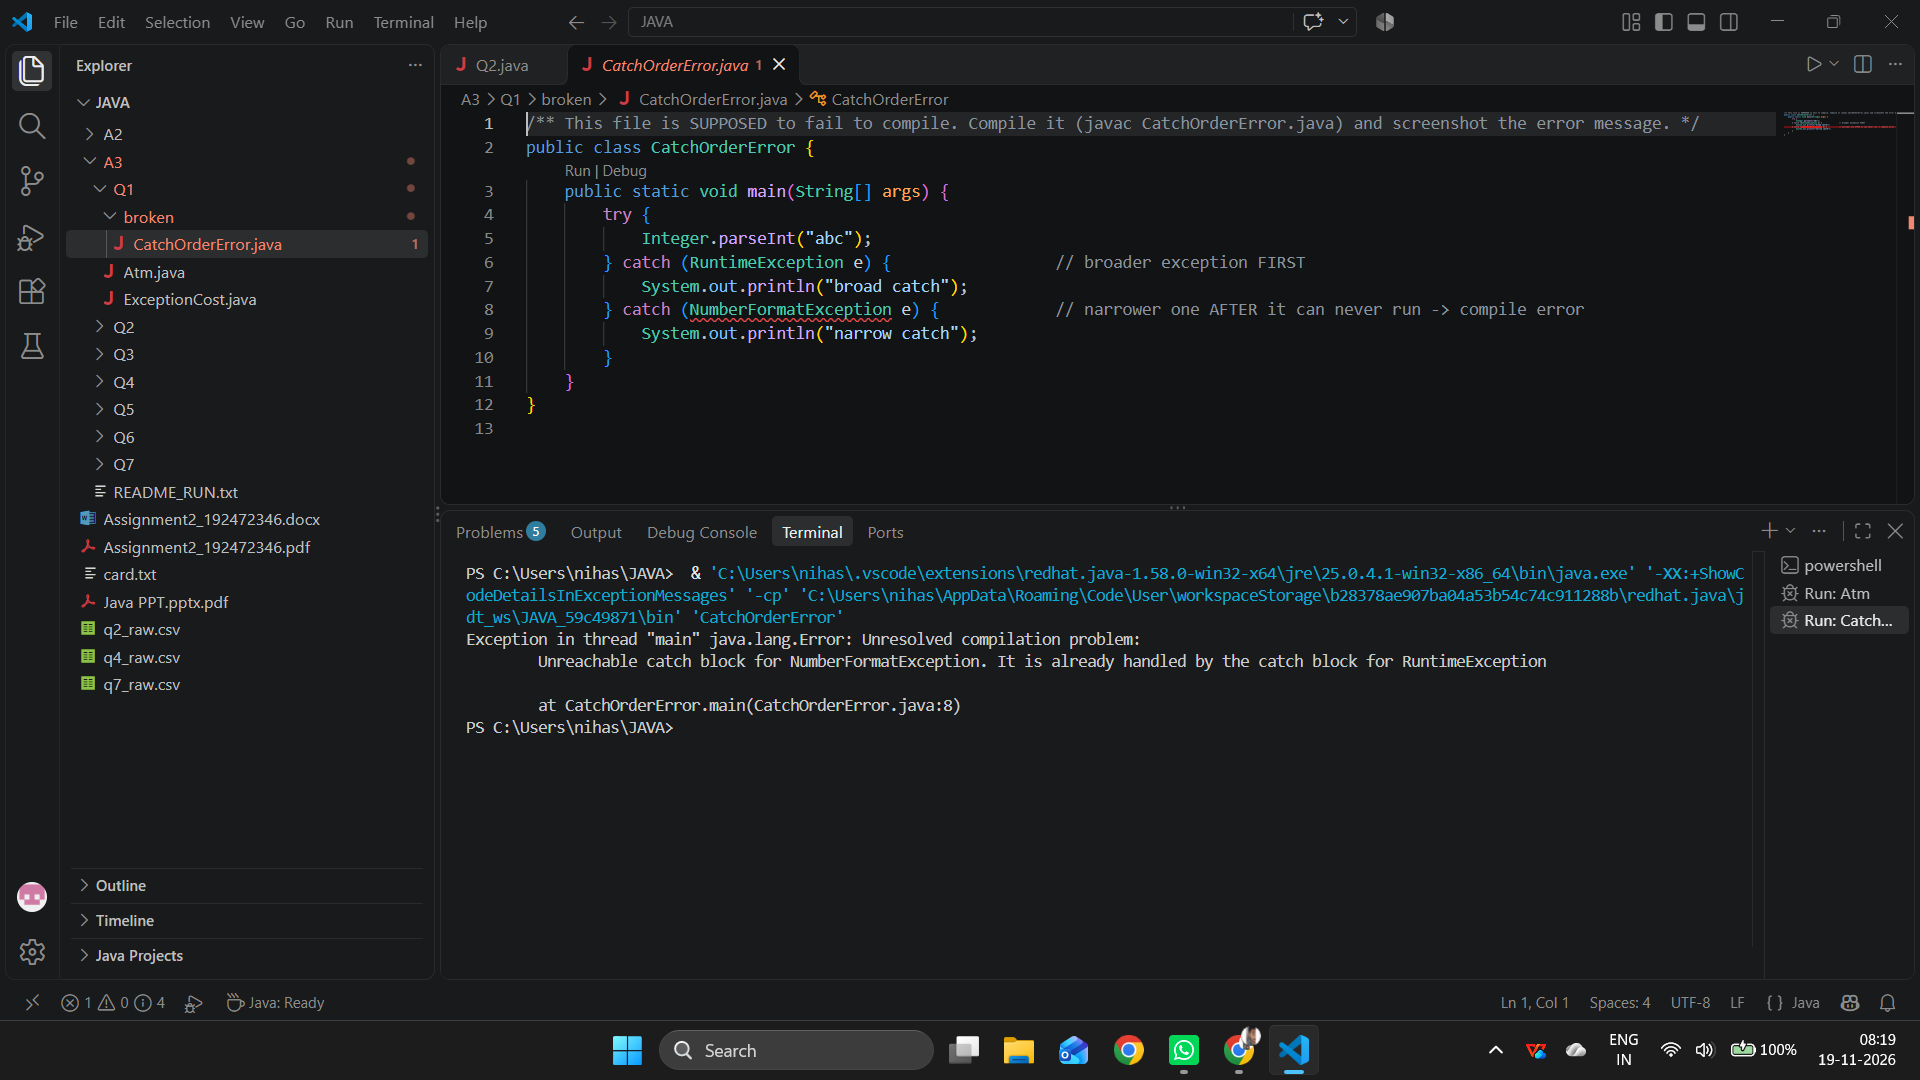 File Edit Selection View Go Run Terminal Help
JAVA
Explorer
JAVA
A2
A3
Q1
broken
CatchOrderError.java 1
Atm.java
ExceptionCost.java
Q2
Q3
Q4
Q5
Q6
Q7
README_RUN.txt
Assignment2_192472346.docx
Assignment2_192472346.pdf
card.txt
Java PPT.pptx.pdf
q2_raw.csv
q4_raw.csv
q7_raw.csv
Outline
Timeline
Java Projects
Q2.java CatchOrderError.java 1
A3 > Q1 > broken > CatchOrderError.java > CatchOrderError
1 /** This file is SUPPOSED to fail to compile. Compile it (javac CatchOrderError.java) and screenshot the error message. */
2 public class CatchOrderError {
Run | Debug
3 public static void main(String[] args) {
4 try {
5 Integer.parseInt("abc");
6 } catch (RuntimeException e) { // broader exception FIRST
7 System.out.println("broad catch");
8 } catch (NumberFormatException e) { // narrower one AFTER it can never run -> compile error
9 System.out.println("narrow catch");
10 }
11 }
12 }
13
Problems 5 Output Debug Console Terminal Ports
PS C:\Users\nihas\JAVA> & 'C:\Users\nihas\.vscode\extensions\redhat.java-1.58.0-win32-x64\jre\25.0.4.1-win32-x86_64\bin\java.exe' '-XX:+ShowC
odeDetailsInExceptionMessages' '-cp' 'C:\Users\nihas\AppData\Roaming\Code\User\workspaceStorage\b28378ae907ba04a53b54c74c911288b\redhat.java\j
dt_ws\JAVA_59c49871\bin' 'CatchOrderError'
Exception in thread "main" java.lang.Error: Unresolved compilation problem:
Unreachable catch block for NumberFormatException. It is already handled by the catch block for RuntimeException
at CatchOrderError.main(CatchOrderError.java:8)
PS C:\Users\nihas\JAVA>
powershell
Run: Atm
Run: Catch...
1 0 4 Java: Ready
Ln 1, Col 1 Spaces: 4 UTF-8 LF { } Java
Search
ENG
IN
100%
08:19
19-11-2026